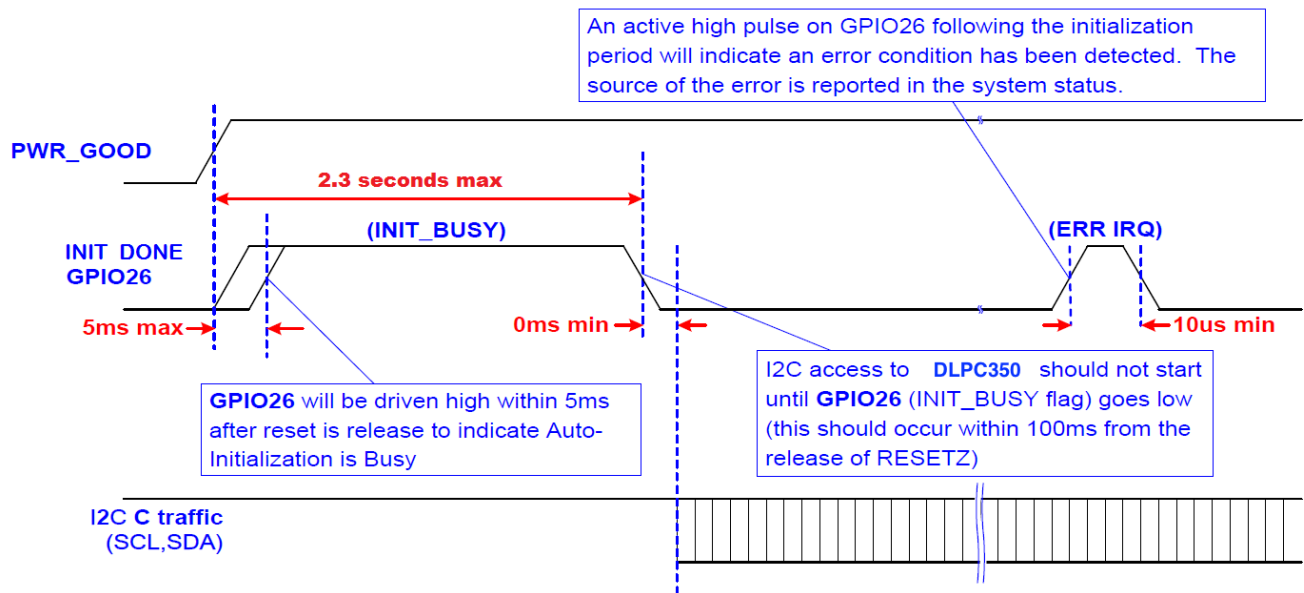 An active high pulse on GPIO26 following the initialization
period will indicate an error condition has been detected.  The
source of the error is reported in the system status.
PWR_GOOD
2.3 seconds max
(INIT_BUSY)
(ERR IRQ)
INIT DONE
GPIO26
5ms max
0ms min
10us min
GPIO26 will be driven high within 5ms
after reset is release to indicate Auto-
Initialization is Busy
I2C access to DLPC350 should not start
until GPIO26 (INIT_BUSY flag) goes low
(this should occur within 100ms from the
release of RESETZ)
I2C C traffic
(SCL,SDA)